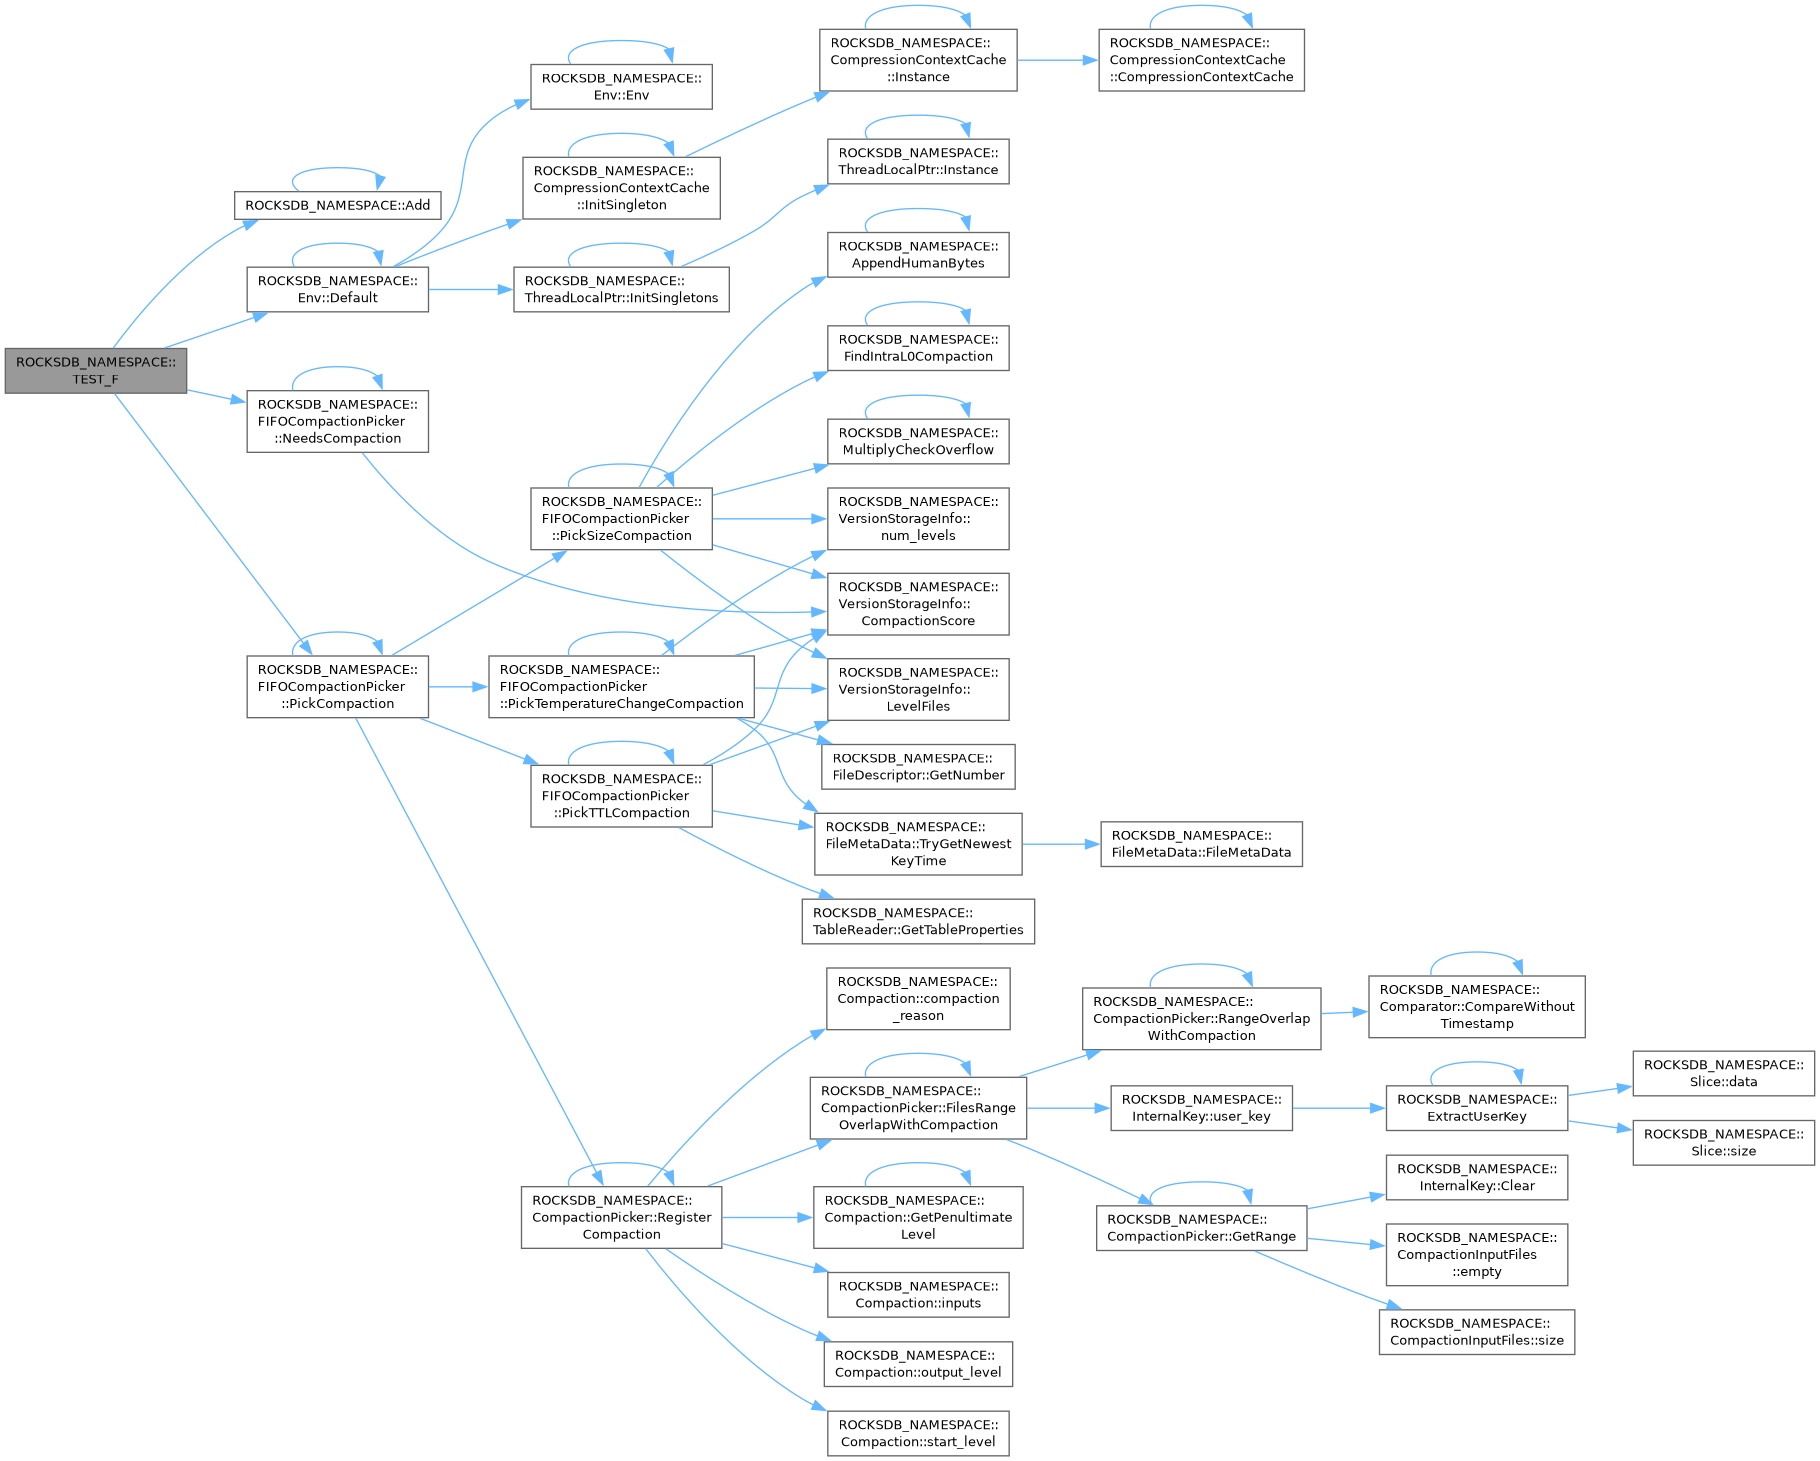 ROCKSDB_NAMESPACE::
TEST_F
ROCKSDB_NAMESPACE::Add
ROCKSDB_NAMESPACE::
Env::Default
ROCKSDB_NAMESPACE::
FIFOCompactionPicker
::NeedsCompaction
ROCKSDB_NAMESPACE::
FIFOCompactionPicker
::PickCompaction
ROCKSDB_NAMESPACE::
Env::Env
ROCKSDB_NAMESPACE::
CompressionContextCache
::InitSingleton
ROCKSDB_NAMESPACE::
ThreadLocalPtr::InitSingletons
ROCKSDB_NAMESPACE::
FIFOCompactionPicker
::PickSizeCompaction
ROCKSDB_NAMESPACE::
FIFOCompactionPicker
::PickTemperatureChangeCompaction
ROCKSDB_NAMESPACE::
FIFOCompactionPicker
::PickTTLCompaction
ROCKSDB_NAMESPACE::
CompactionPicker::Register
Compaction
ROCKSDB_NAMESPACE::
CompressionContextCache
::Instance
ROCKSDB_NAMESPACE::
ThreadLocalPtr::Instance
ROCKSDB_NAMESPACE::
AppendHumanBytes
ROCKSDB_NAMESPACE::
FindIntraL0Compaction
ROCKSDB_NAMESPACE::
MultiplyCheckOverflow
ROCKSDB_NAMESPACE::
VersionStorageInfo::
num_levels
ROCKSDB_NAMESPACE::
VersionStorageInfo::
CompactionScore
ROCKSDB_NAMESPACE::
VersionStorageInfo::
LevelFiles
ROCKSDB_NAMESPACE::
FileDescriptor::GetNumber
ROCKSDB_NAMESPACE::
FileMetaData::TryGetNewest
KeyTime
ROCKSDB_NAMESPACE::
TableReader::GetTableProperties
ROCKSDB_NAMESPACE::
Compaction::compaction
_reason
ROCKSDB_NAMESPACE::
CompactionPicker::FilesRange
OverlapWithCompaction
ROCKSDB_NAMESPACE::
Compaction::GetPenultimate
Level
ROCKSDB_NAMESPACE::
Compaction::inputs
ROCKSDB_NAMESPACE::
Compaction::output_level
ROCKSDB_NAMESPACE::
Compaction::start_level
ROCKSDB_NAMESPACE::
CompressionContextCache
::CompressionContextCache
ROCKSDB_NAMESPACE::
FileMetaData::FileMetaData
ROCKSDB_NAMESPACE::
CompactionPicker::RangeOverlap
WithCompaction
ROCKSDB_NAMESPACE::
InternalKey::user_key
ROCKSDB_NAMESPACE::
CompactionPicker::GetRange
ROCKSDB_NAMESPACE::
Comparator::CompareWithout
Timestamp
ROCKSDB_NAMESPACE::
ExtractUserKey
ROCKSDB_NAMESPACE::
InternalKey::Clear
ROCKSDB_NAMESPACE::
CompactionInputFiles
::empty
ROCKSDB_NAMESPACE::
CompactionInputFiles::size
ROCKSDB_NAMESPACE::
Slice::data
ROCKSDB_NAMESPACE::
Slice::size